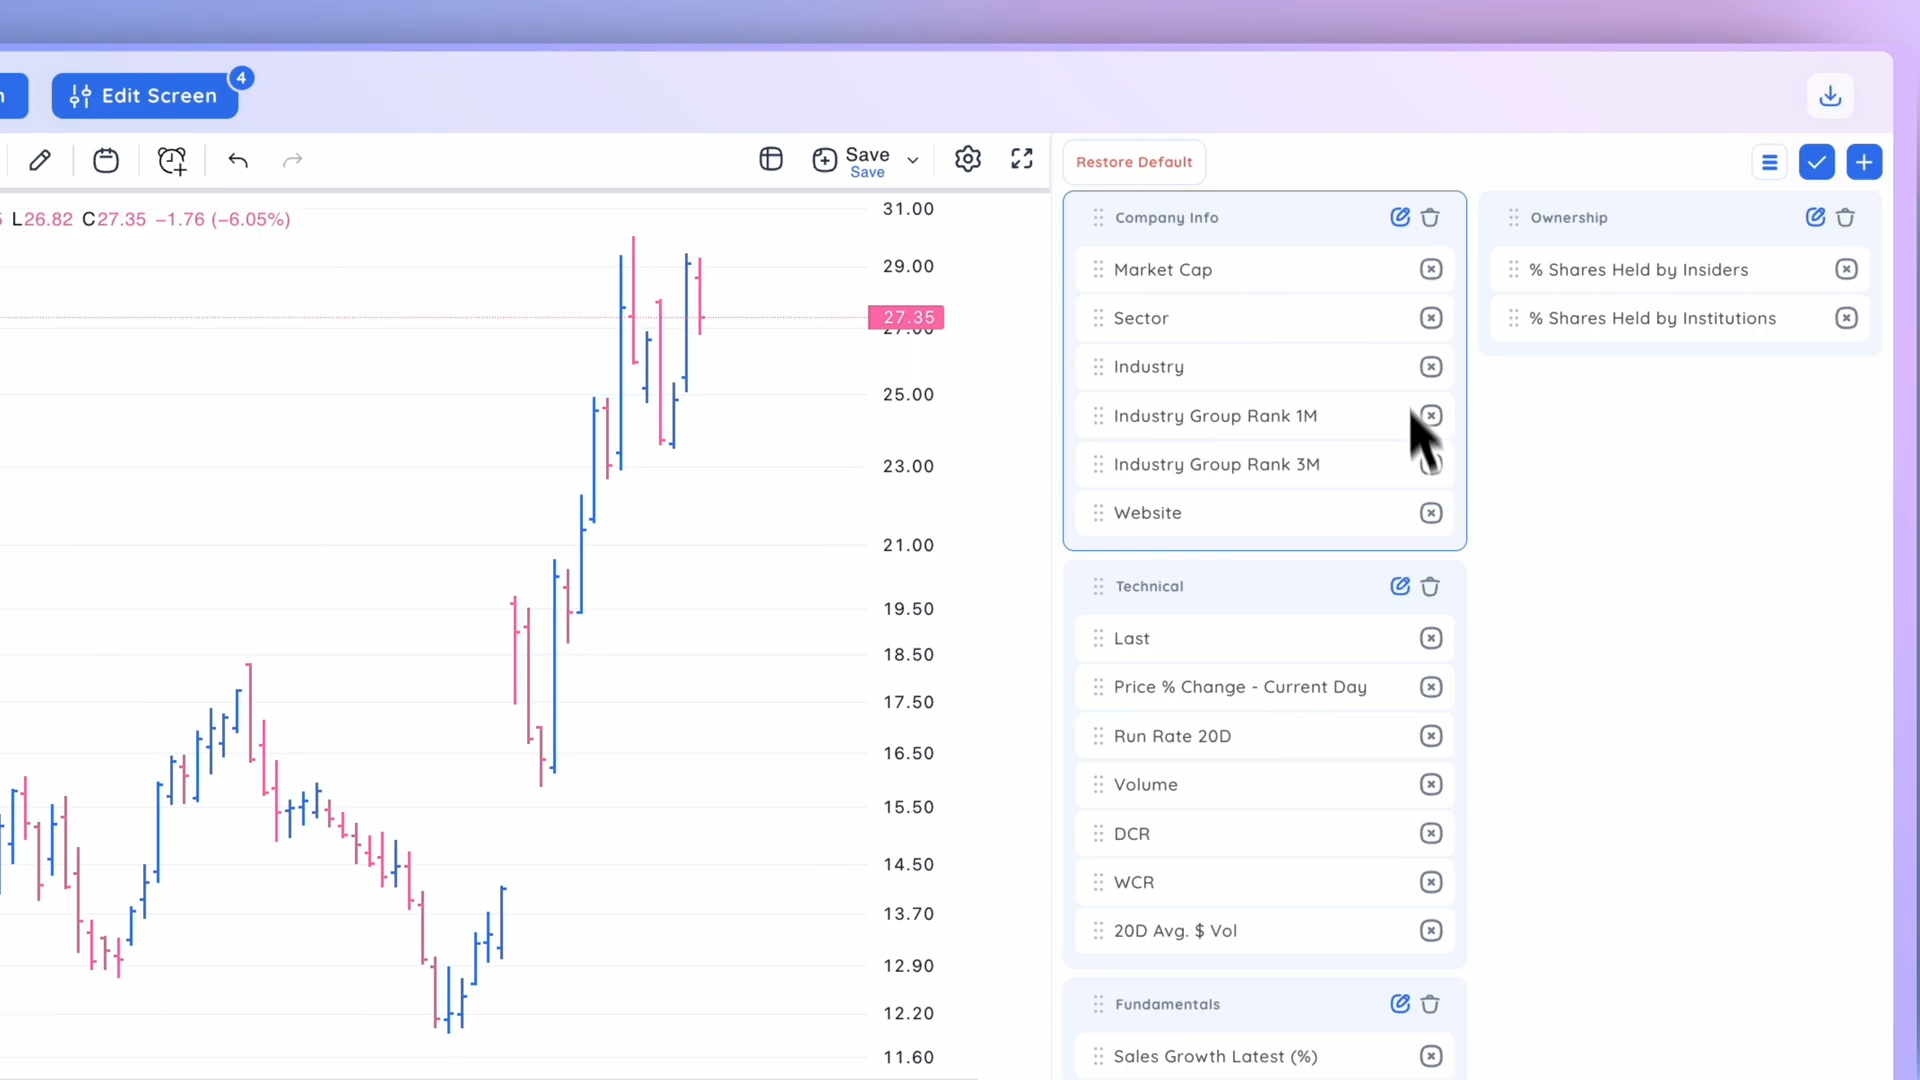 4
Edit Screen
Save
Save
Restore Default
L26.82 C27.35 −1.76 (−6.05%)
31.00
29.00
27.35
27.00
25.00
23.00
21.00
19.50
18.50
17.50
16.50
15.50
14.50
13.70
12.90
12.20
11.60
Company Info
Market Cap
Sector
Industry
Industry Group Rank 1M
Industry Group Rank 3M
Website
Technical
Last
Price % Change - Current Day
Run Rate 20D
Volume
DCR
WCR
20D Avg. $ Vol
Fundamentals
Sales Growth Latest (%)
Ownership
% Shares Held by Insiders
% Shares Held by Institutions